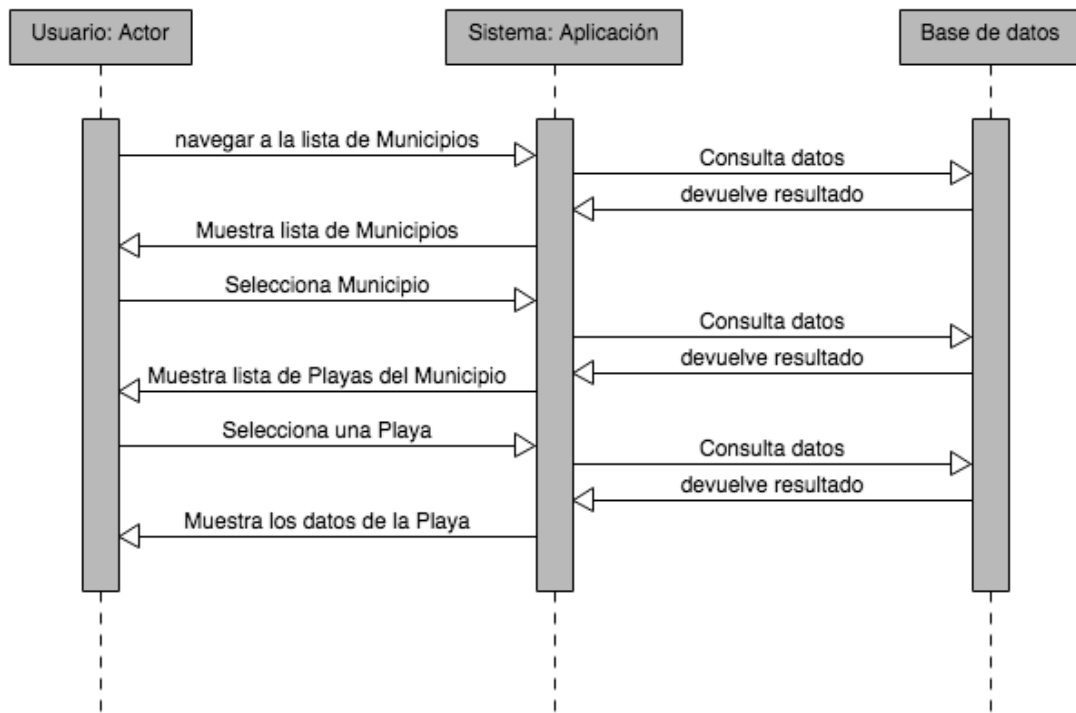 Usuario: Actor
Sistema: Aplicación
Base de datos
navegar a la lista de Municipios
Consulta datos
devuelve resultado
Muestra lista de Municipios
Selecciona Municipio
Consulta datos
devuelve resultado
Muestra lista de Playas del Municipio
Selecciona una Playa
Consulta datos
devuelve resultado
Muestra los datos de la Playa